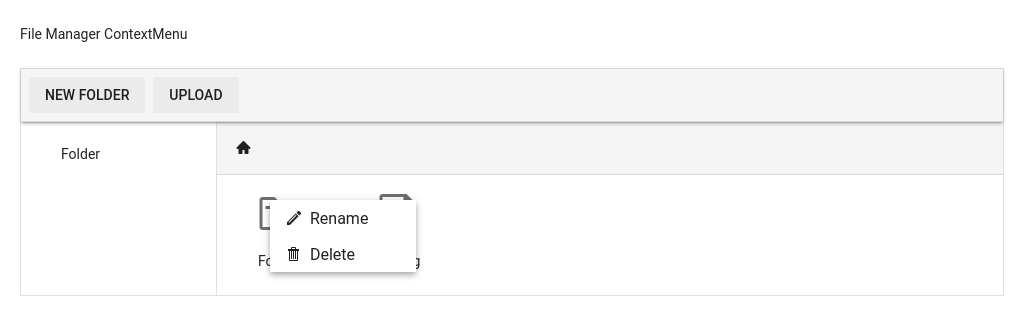 File Manager ContextMenu
NEW FOLDER UPLOAD
Folder
Rename
Delete